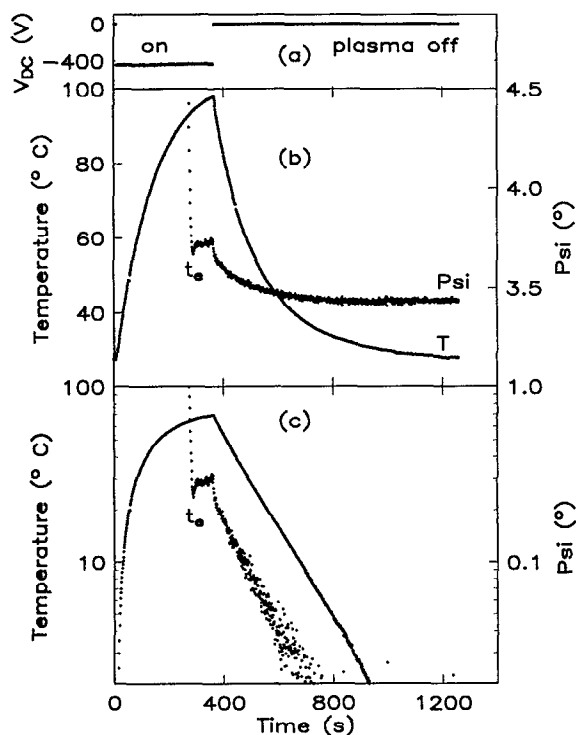 V_DC (V)
0
-400
on
(a)
plasma off
100
80
60
40
Temperature (° C)
(b)
t_e
Psi
T
4.5
4.0
3.5
Psi (°)
100
10
Temperature (° C)
(c)
t_e
1.0
0.1
Psi (°)
0
400
800
1200
Time (s)